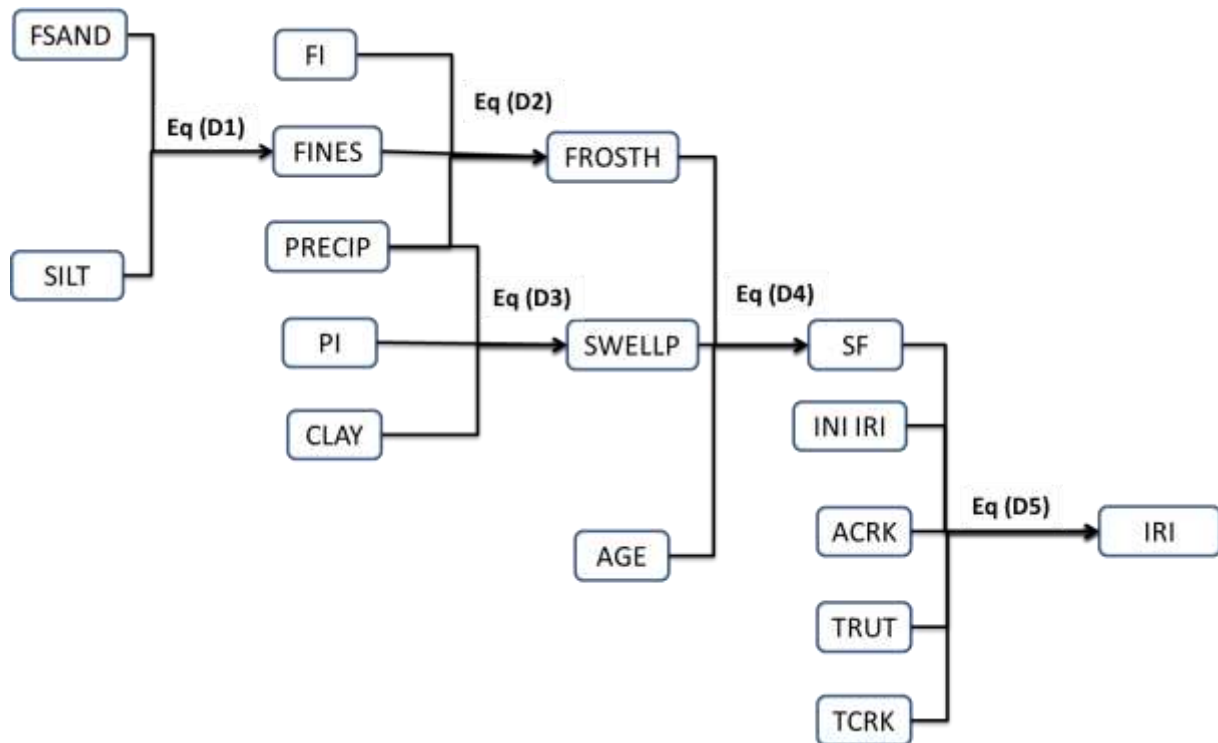 FSAND
FI
Eq (D2)
Eq (D1)
FINES
FROSTH
PRECIP
SILT
Eq (D3)
Eq (D4)
PI
SWELLP
SF
CLAY
INI IRI
Eq (D5)
ACRK
IRI
AGE
TRUT
TCRK